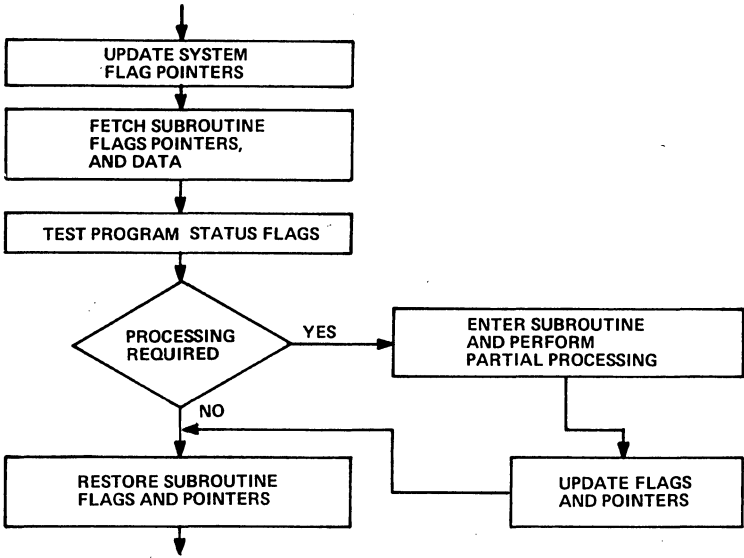 UPDATE SYSTEM
FLAG POINTERS
FETCH SUBROUTINE
FLAGS POINTERS,
AND DATA
TEST PROGRAM STATUS FLAGS
PROCESSING
REQUIRED
YES
ENTER SUBROUTINE
AND PERFORM
PARTIAL PROCESSING
NO
RESTORE SUBROUTINE
FLAGS AND POINTERS
UPDATE FLAGS
AND POINTERS